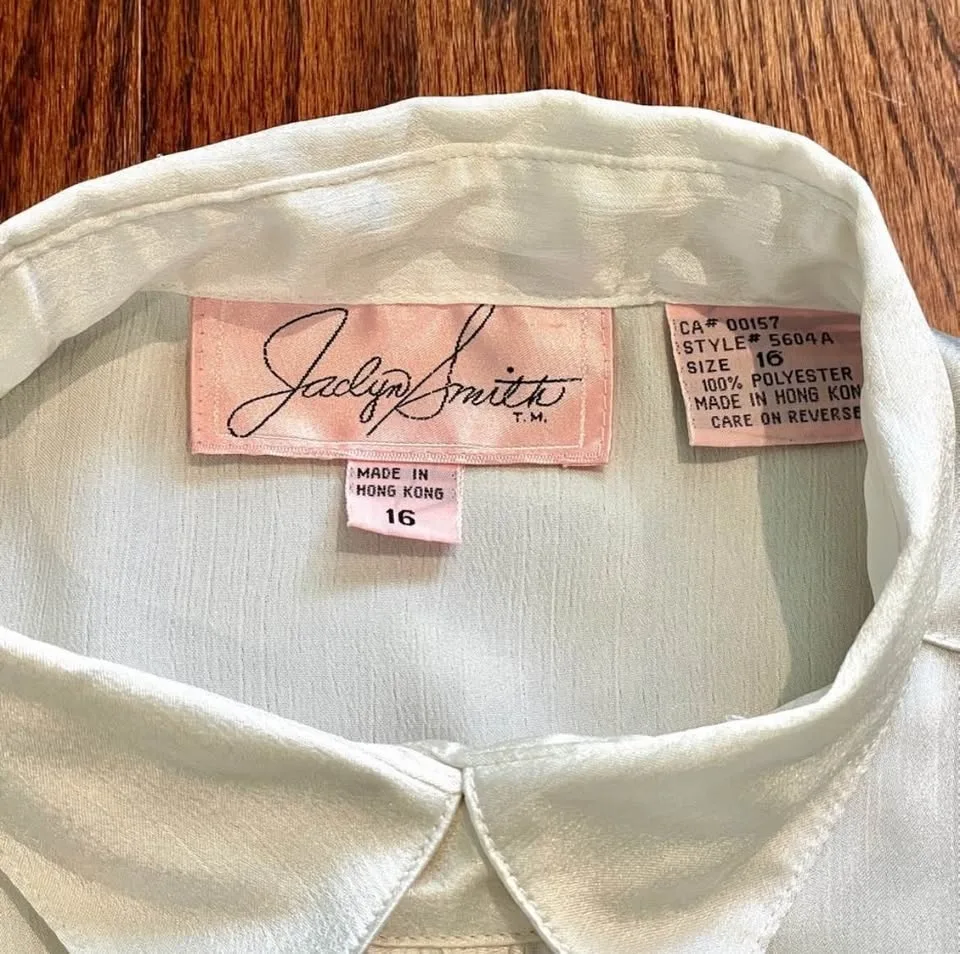 Jaclyn Smith
T.M.
MADE IN
HONG KONG
16
CA# 00157
STYLE# 5604A
SIZE 16
100% POLYESTER
MADE IN HONG KON
CARE ON REVERSE